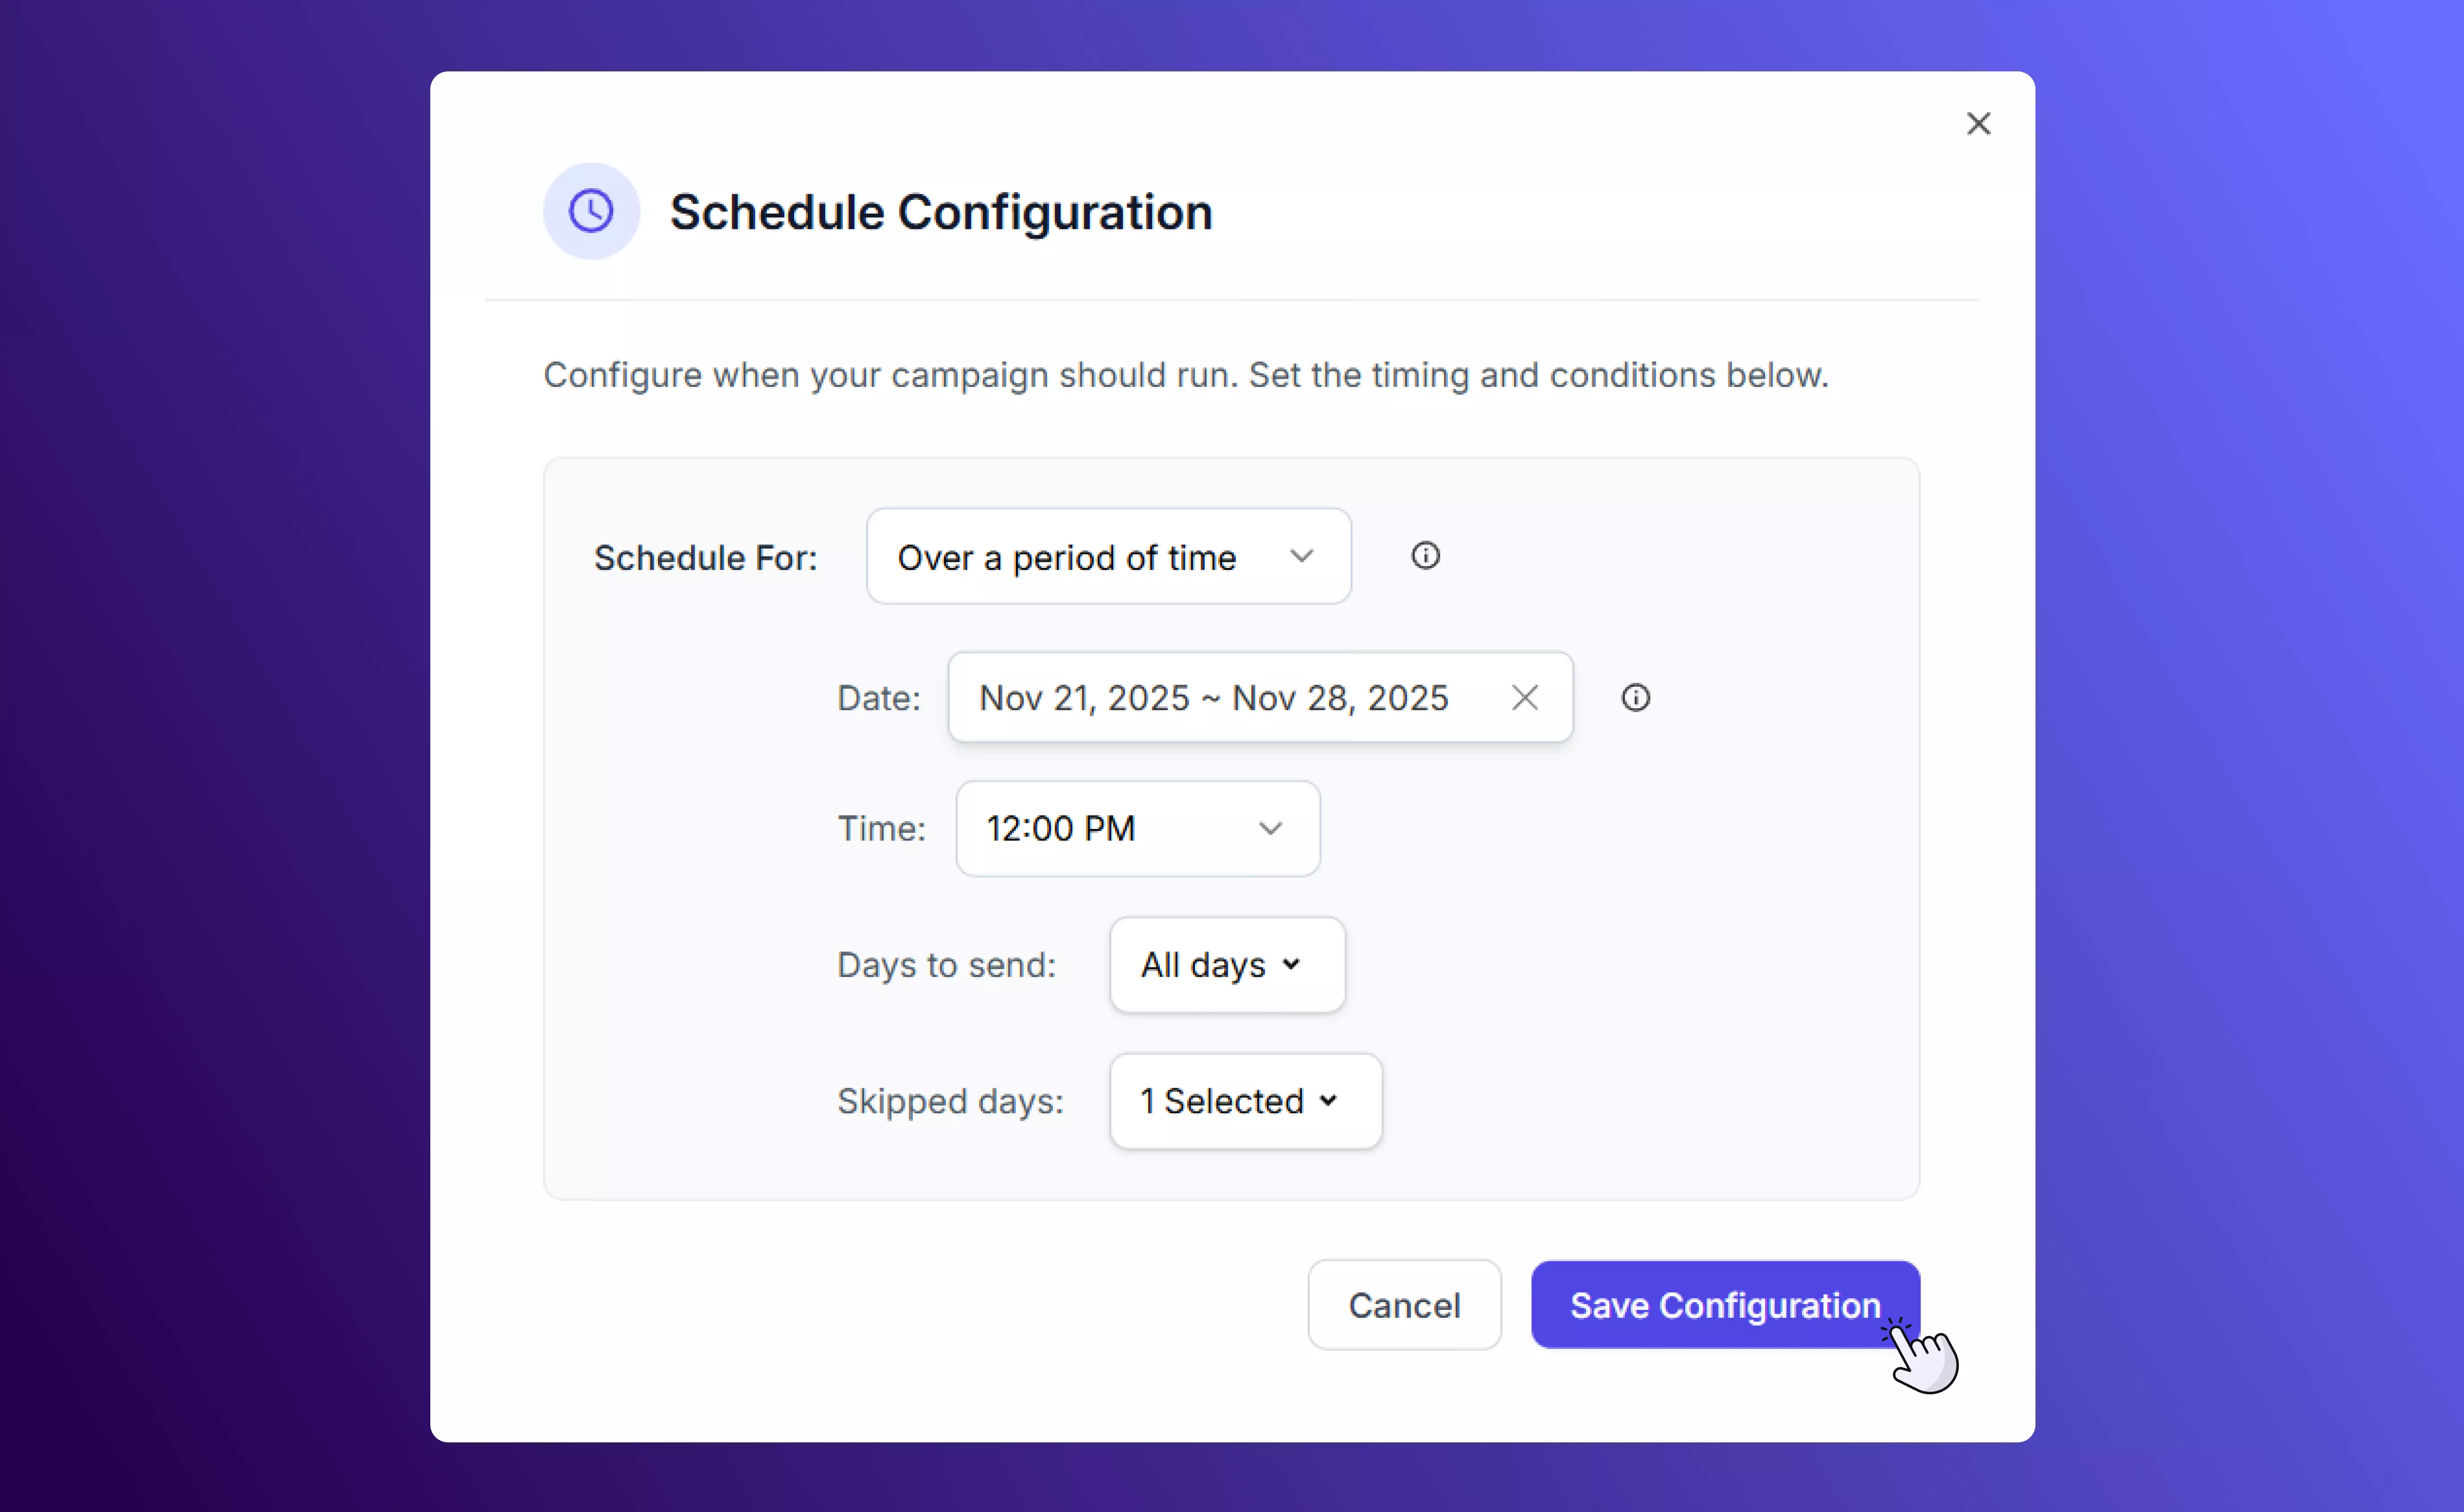 Schedule Configuration
Configure when your campaign should run. Set the timing and conditions below.
Schedule For: Over a period of time
Date: Nov 21, 2025 ~ Nov 28, 2025
Time: 12:00 PM
Days to send: All days
Skipped days: 1 Selected
Cancel Save Configuration